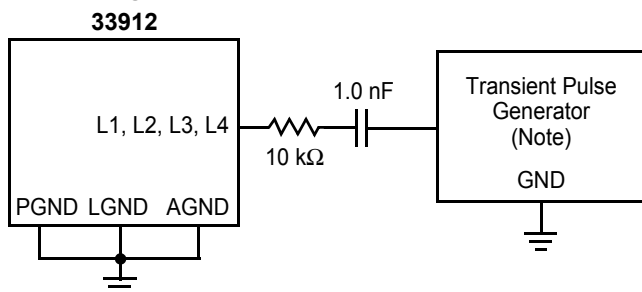 33912
L1, L2, L3, L4
PGND LGND AGND
10 kΩ
1.0 nF
Transient Pulse
Generator
(Note)
GND